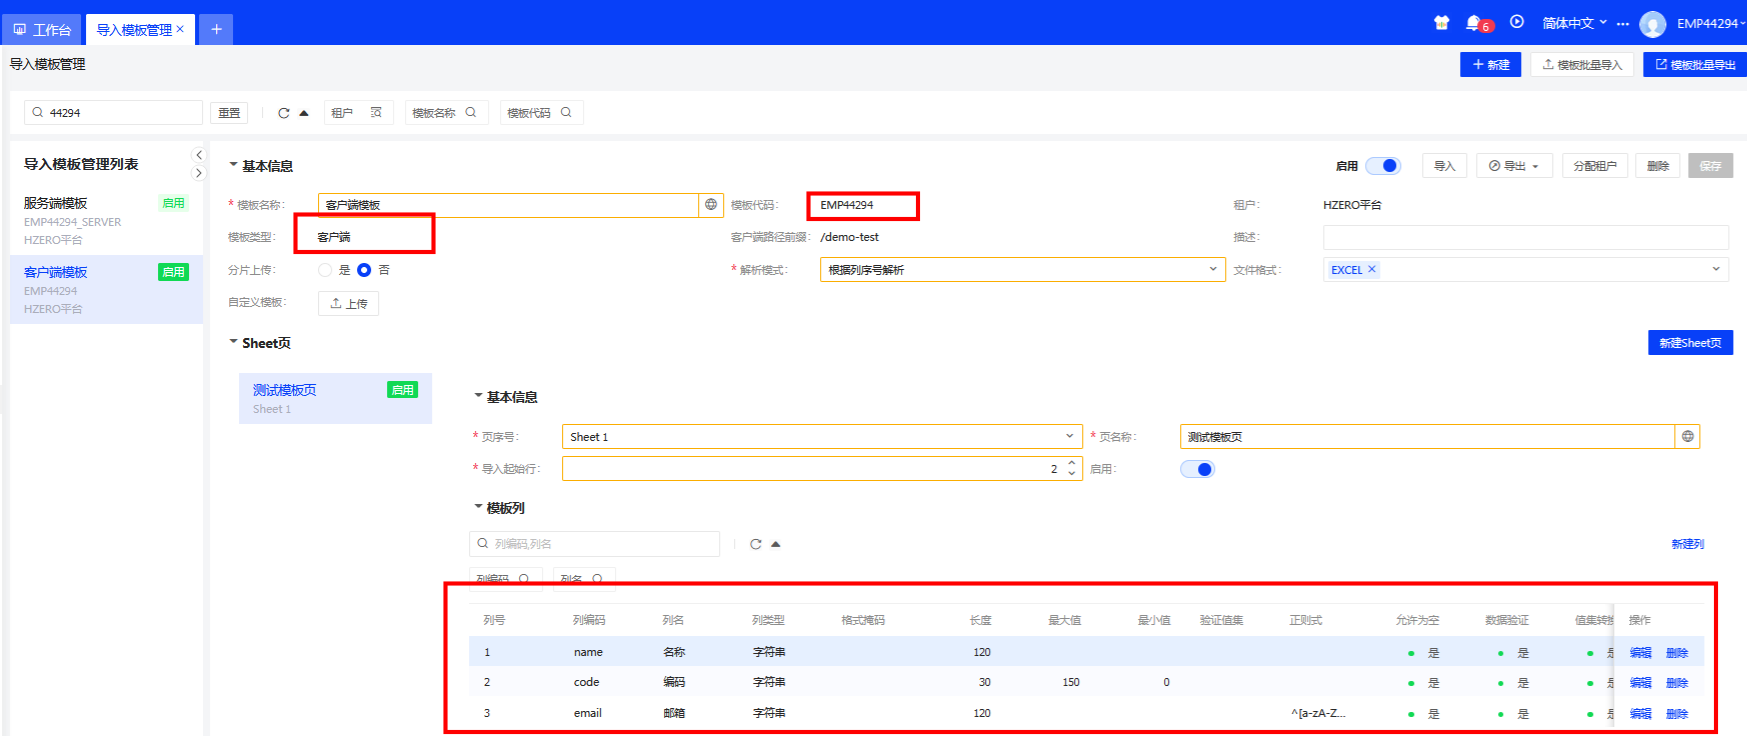 工作台 导入模板管理 × +
6 简体中文 ··· EMP44294
导入模板管理 + 新建 模板批量导入 模板批量导出
44294 重置 租户 模板名称 模板代码
导入模板管理列表
服务端模板 启用
EMP44294_SERVER
HZERO平台
客户端模板 启用
EMP44294
HZERO平台
基本信息 启用 导入 导出 分配租户 删除 保存
* 模板名称: 客户端模板 模板代码: EMP44294 租户: HZERO平台
模板类型: 客户端 客户端路径前缀: /demo-test 描述:
分片上传: 是 否 * 解析模式: 根据列序号解析 文件格式: EXCEL ×
自定义模板: 上传
Sheet页 新建Sheet页
测试模板页 启用
Sheet 1
基本信息
* 页序号: Sheet 1 * 页名称: 测试模板页
* 导入起始行: 2 启用:
模板列
列编码,列名 新建列
列编码 列名
列号 列编码 列名 列类型 格式掩码 长度 最大值 最小值 验证值集 正则式 允许为空 数据验证 值集转换 操作
1 name 名称 字符串 120 是 是 是 编辑 删除
2 code 编码 字符串 30 150 0 是 是 是 编辑 删除
3 email 邮箱 字符串 120 ^[a-zA-Z... 是 是 是 编辑 删除